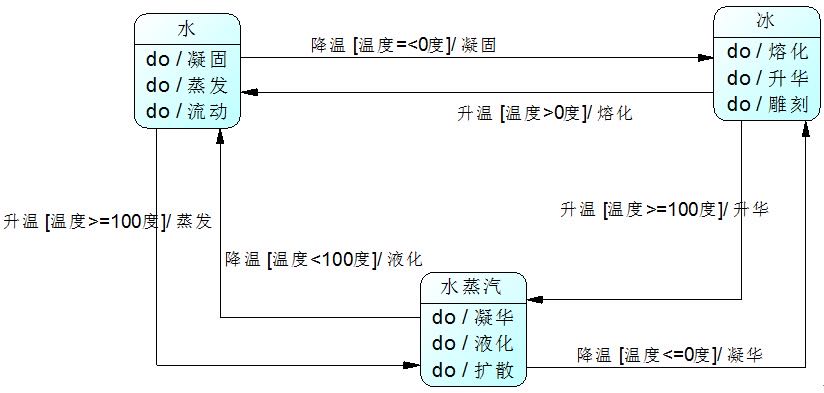 水
do / 凝固
do / 蒸发
do / 流动
降温 [温度=<0度]/ 凝固
升温 [温度>0度]/ 熔化
冰
do / 熔化
do / 升华
do / 雕刻
升温 [温度>=100度]/ 蒸发
升温 [温度>=100度]/ 升华
降温 [温度<100度]/ 液化
水蒸汽
do / 凝华
do / 液化
do / 扩散
降温 [温度<=0度]/ 凝华